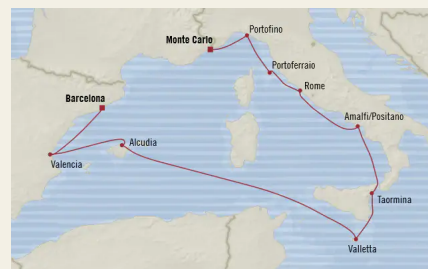 Portofino
Monte Carlo
Portoferraio
Rome
Barcelona
Amalfi/Positano
Alcudia
Valencia
Taormina
Valletta